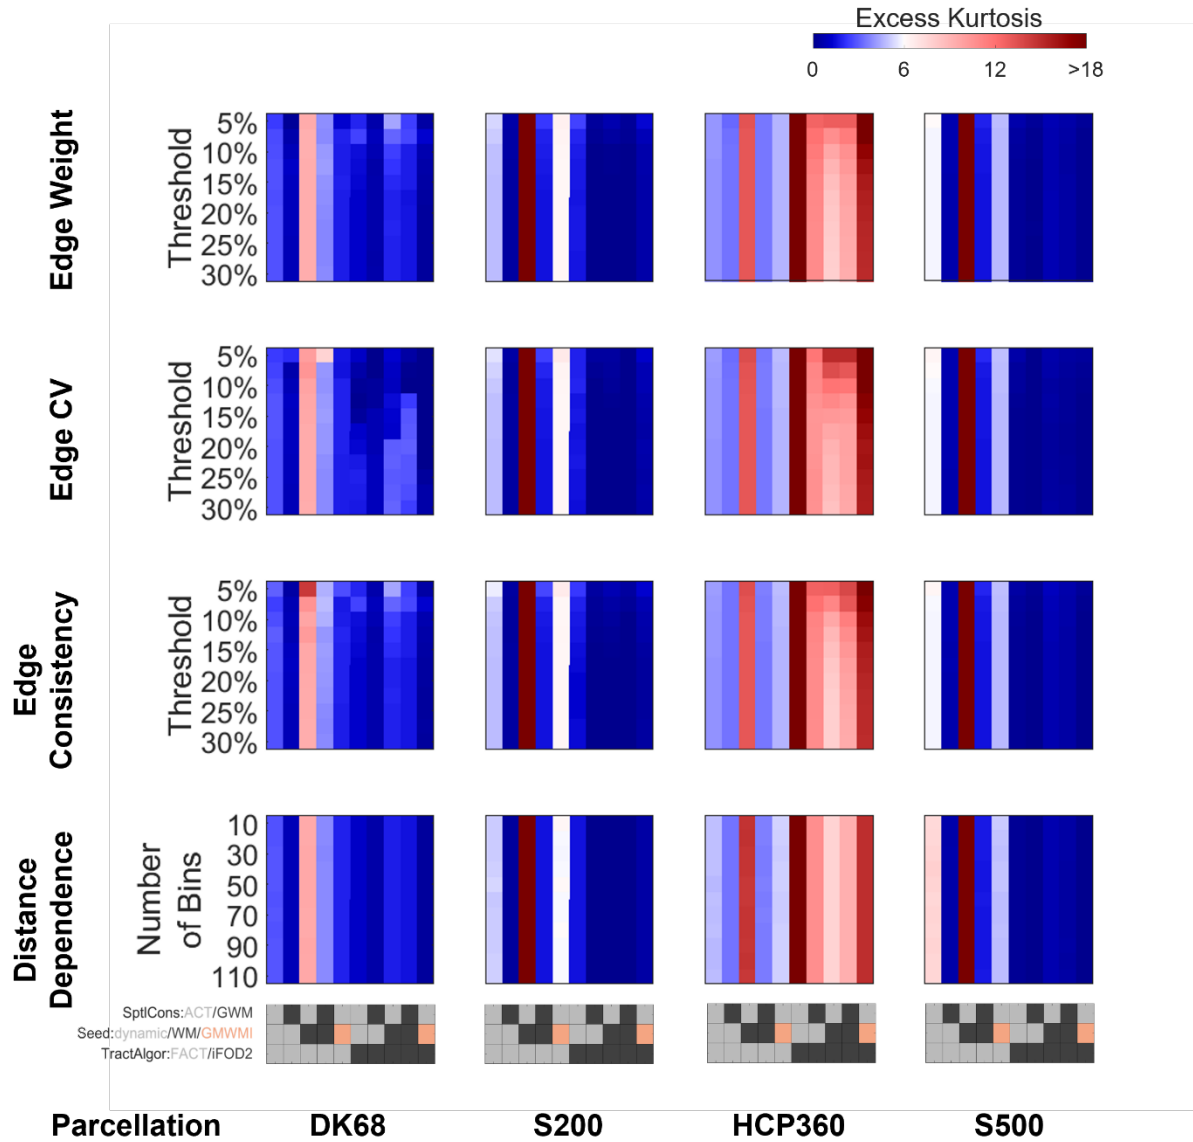 Excess Kurtosis
0 6 12 >18
Edge Weight
Threshold
5%
10%
15%
20%
25%
30%
Edge CV
Threshold
5%
10%
15%
20%
25%
30%
Edge
Consistency
Threshold
5%
10%
15%
20%
25%
30%
Distance
Dependence
Number
of Bins
10
30
50
70
90
110
SptlCons:ACT/GWM
Seed:dynamic/WM/GMWMI
TractAlgor:FACT/iFOD2
Parcellation DK68 S200 HCP360 S500